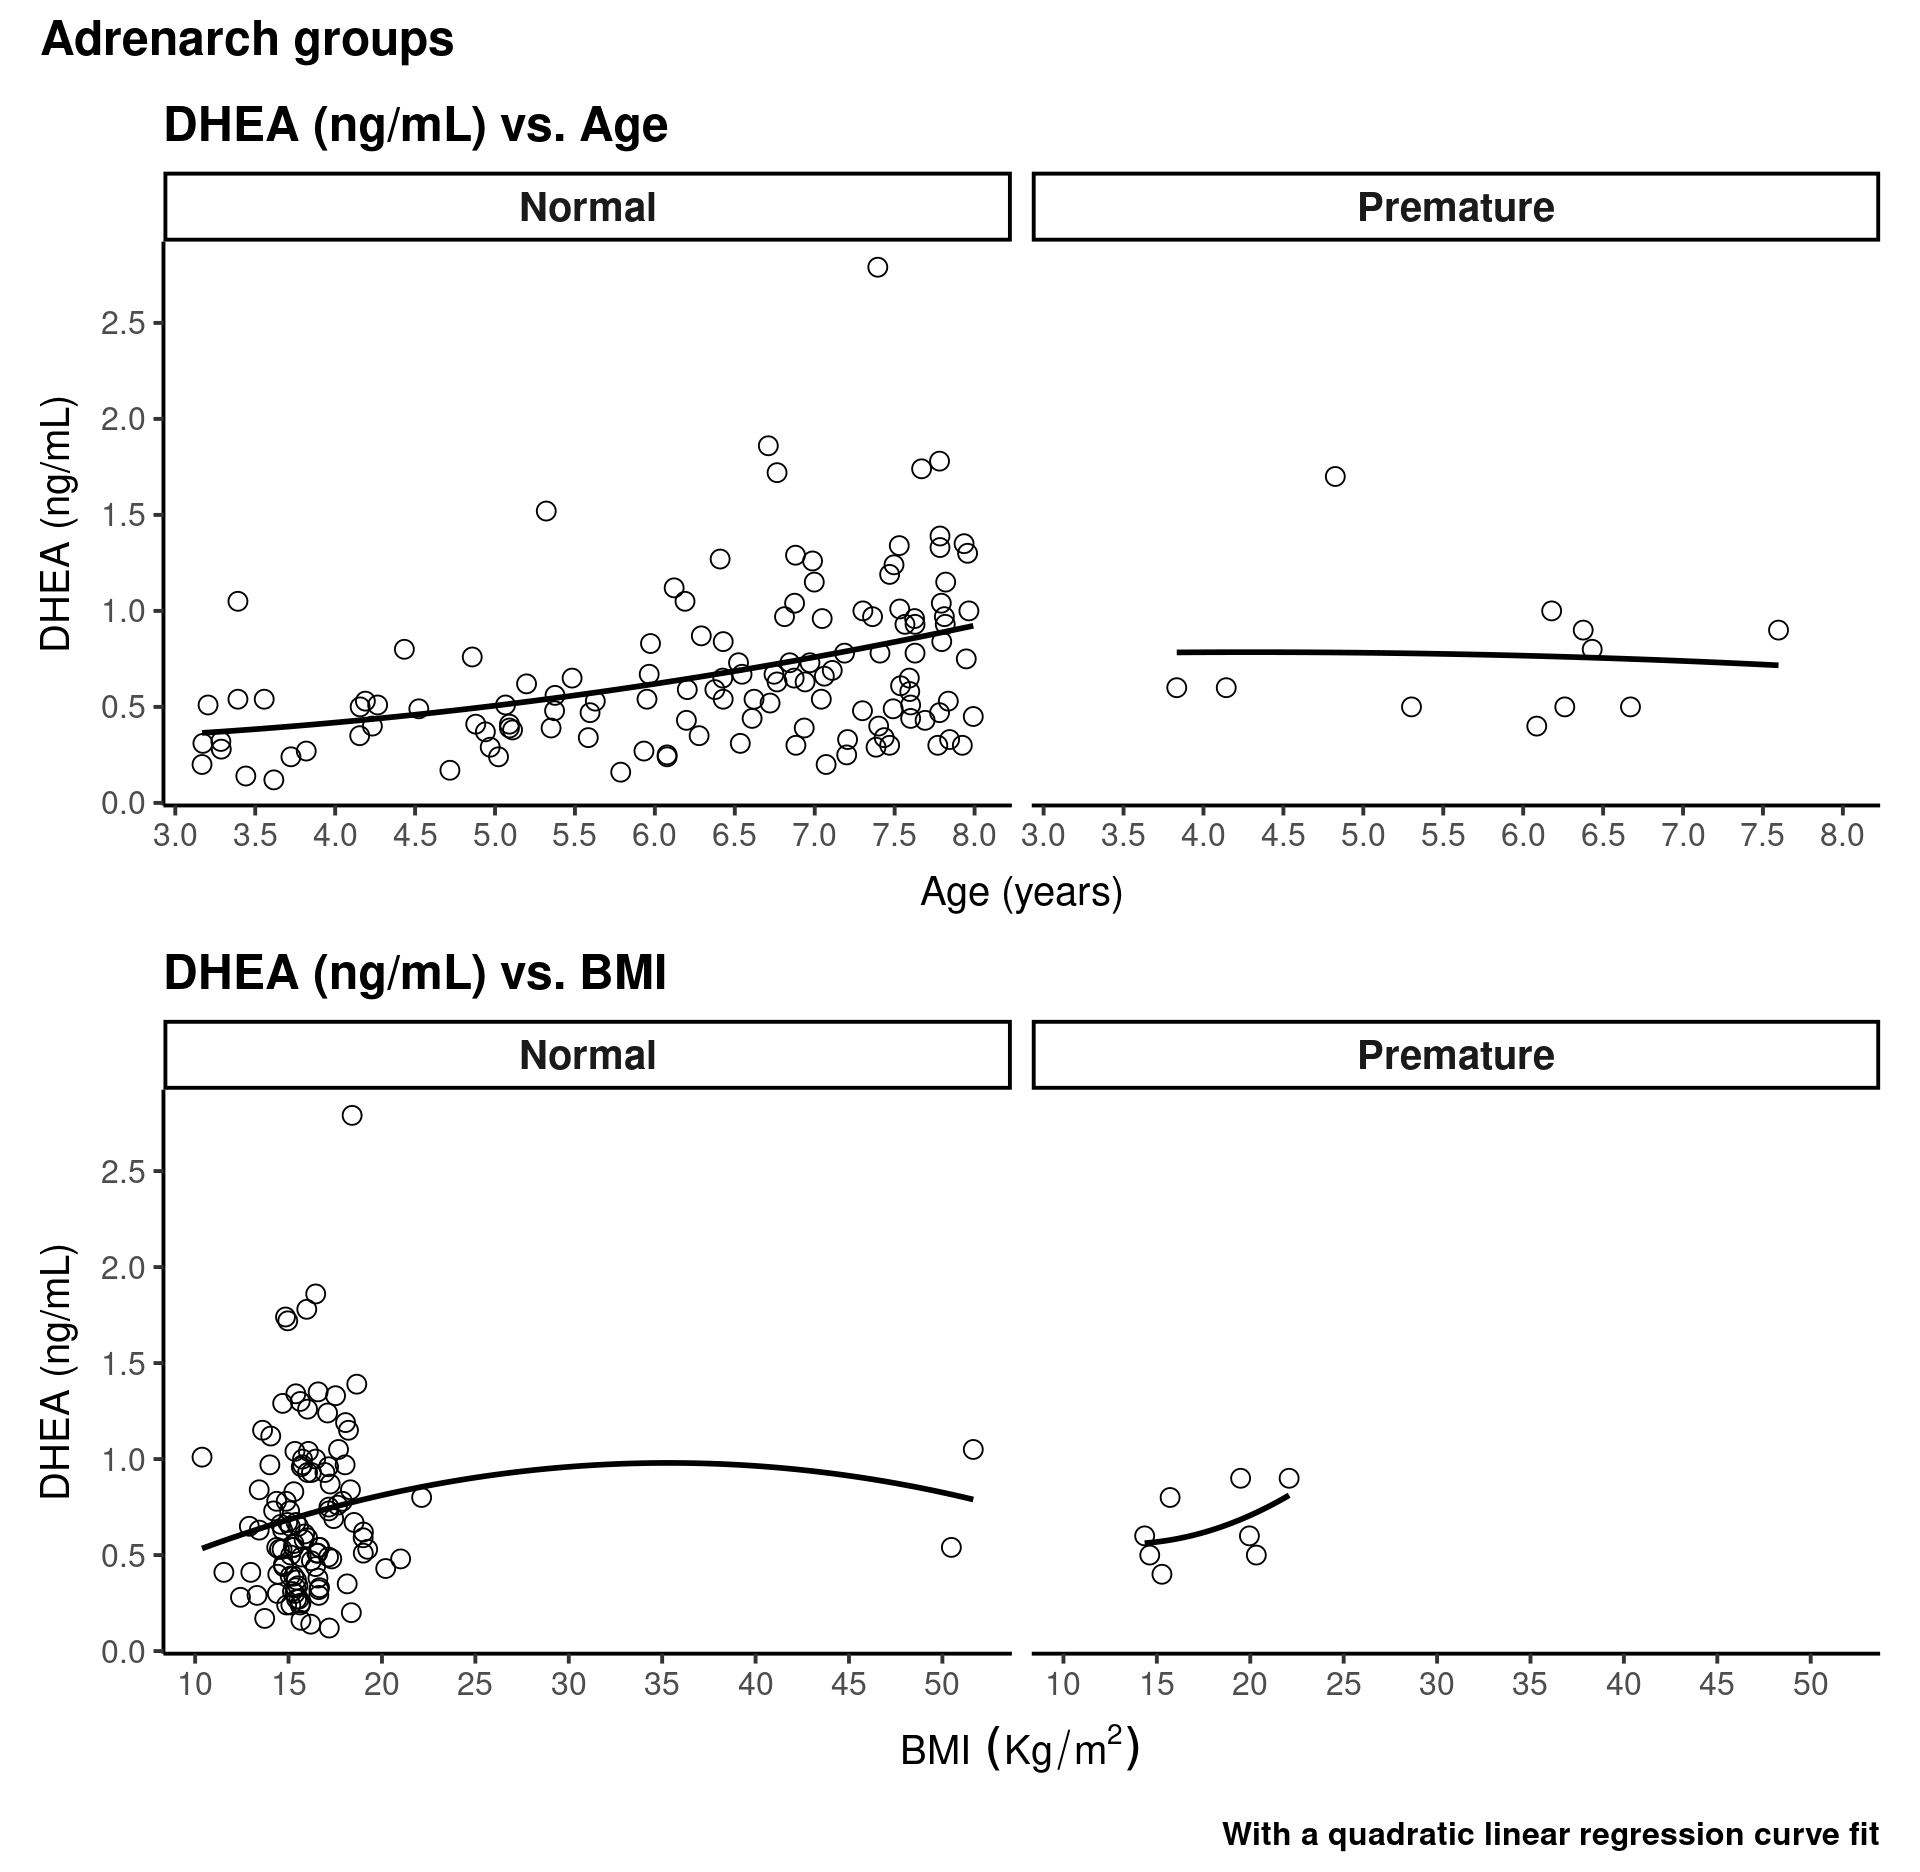 Adrenarch groups
DHEA (ng/mL) vs. Age
Normal Premature
DHEA (ng/mL)
2.5
2.0
1.5
1.0
0.5
0.0
3.0 3.5 4.0 4.5 5.0 5.5 6.0 6.5 7.0 7.5 8.0 3.0 3.5 4.0 4.5 5.0 5.5 6.0 6.5 7.0 7.5 8.0
Age (years)
DHEA (ng/mL) vs. BMI
Normal Premature
DHEA (ng/mL)
2.5
2.0
1.5
1.0
0.5
0.0
10 15 20 25 30 35 40 45 50 10 15 20 25 30 35 40 45 50
BMI (Kg/m²)
With a quadratic linear regression curve fit